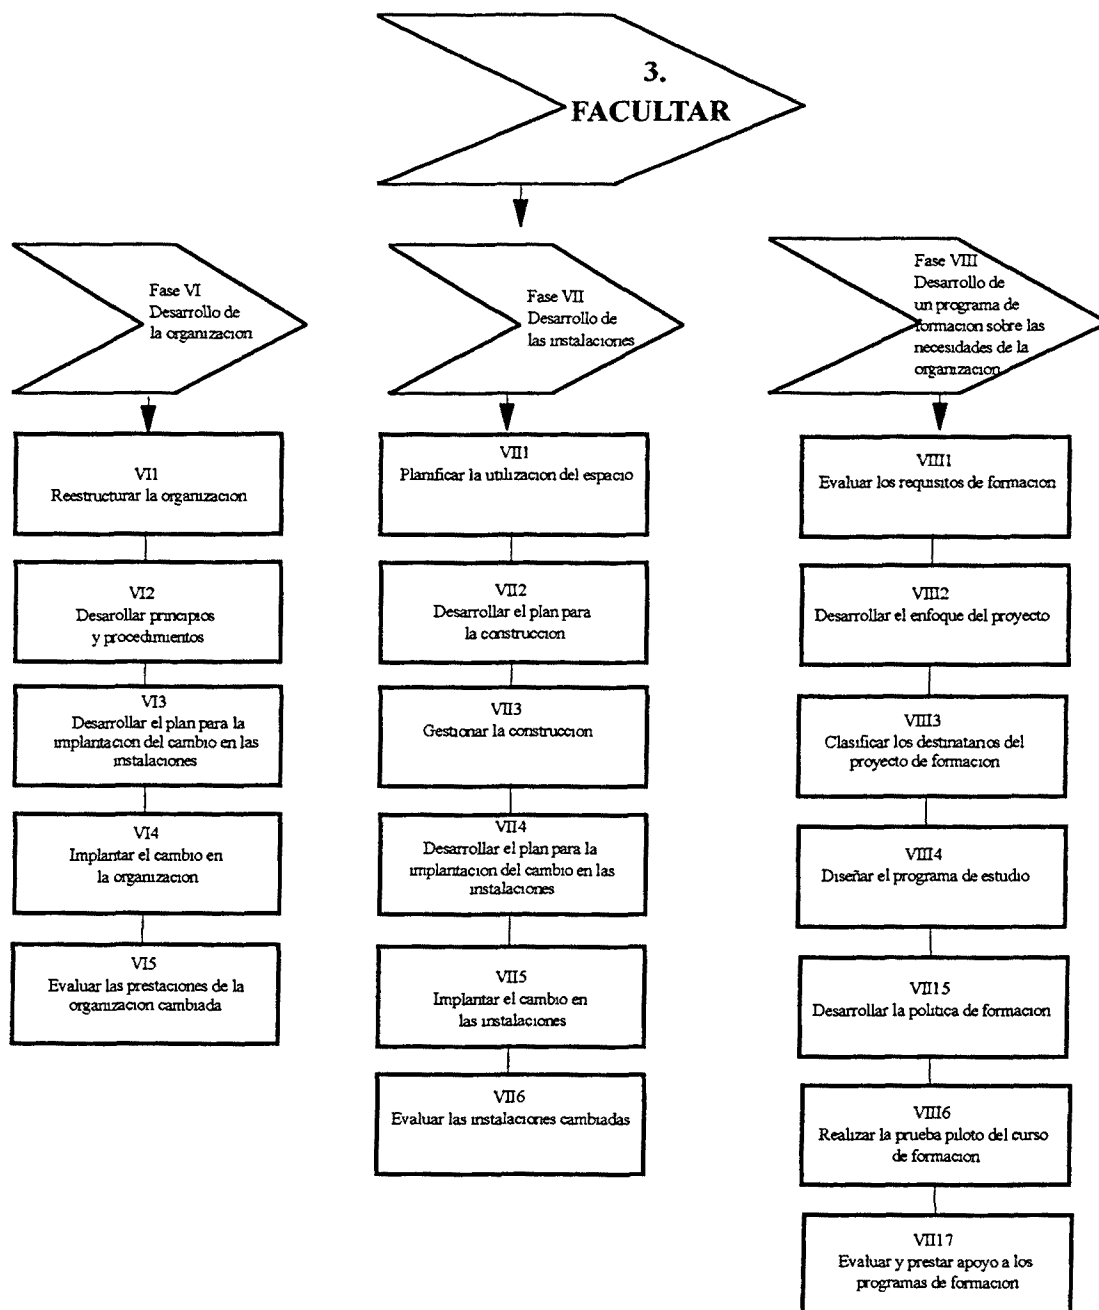 3.
FACULTAR
Fase VI
Desarrollo de
la organizacion
VI1
Reestructurar la organizacion
VI2
Desarollar principios
y procedimientos
VI3
Desarrollar el plan para la
implantacion del cambio en las
instalaciones
VI4
Implantar el cambio en
la organizacion
VI5
Evaluar las prestaciones de la
organizacion cambiada
Fase VII
Desarrollo de
las instalaciones
VII1
Planificar la utilizacion del espacio
VII2
Desarrollar el plan para
la construccion
VII3
Gestionar la construccion
VII4
Desarrollar el plan para la
implantacion del cambio en las
instalaciones
VII5
Implantar el cambio en
las instalaciones
VII6
Evaluar las instalaciones cambiadas
Fase VIII
Desarrollo de
un programa de
formacion sobre las
necesidades de la
organizacion
VIII1
Evaluar los requisitos de formacion
VIII2
Desarrollar el enfoque del proyecto
VIII3
Clasificar los destinatarios del
proyecto de formacion
VIII4
Diseñar el programa de estudio
VII15
Desarrollar la politica de formacion
VIII6
Realizar la prueba piloto del curso
de formacion
VII17
Evaluar y prestar apoyo a los
programas de formacion